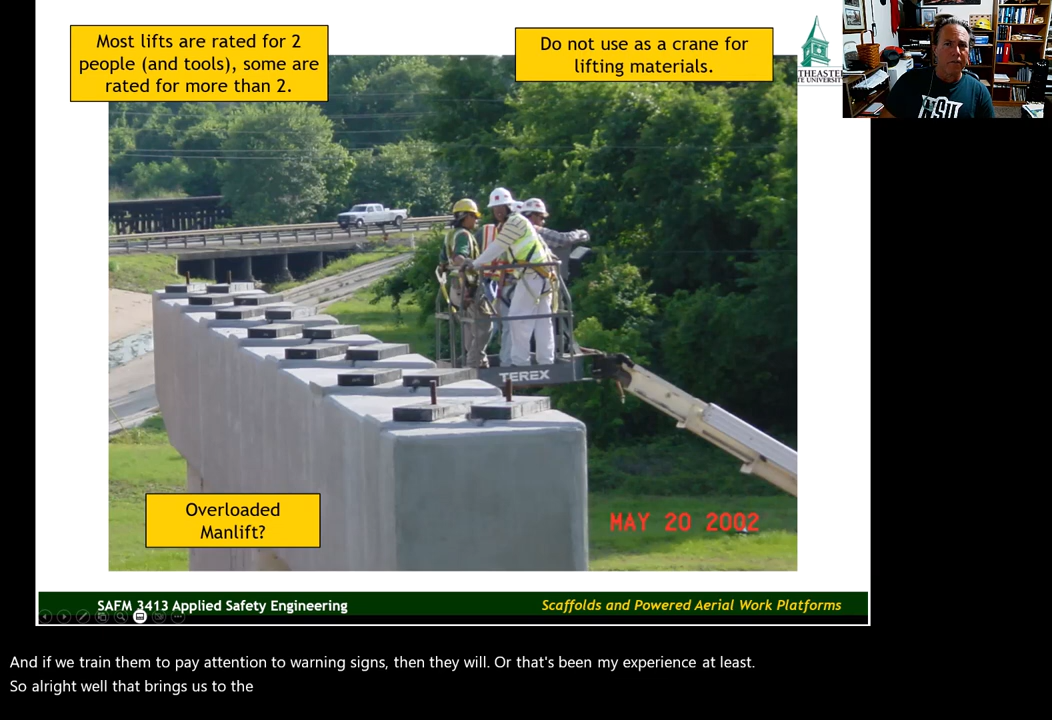 Most lifts are rated for 2
people (and tools), some are
rated for more than 2.
Do not use as a crane for
lifting materials.
THEASTE
TE UNIVERSITY
TEREX
Overloaded
Manlift?
MAY 20 2002
SAFM 3413 Applied Safety Engineering
Scaffolds and Powered Aerial Work Platforms
And if we train them to pay attention to warning signs, then they will. Or that's been my experience at least.
So alright well that brings us to the